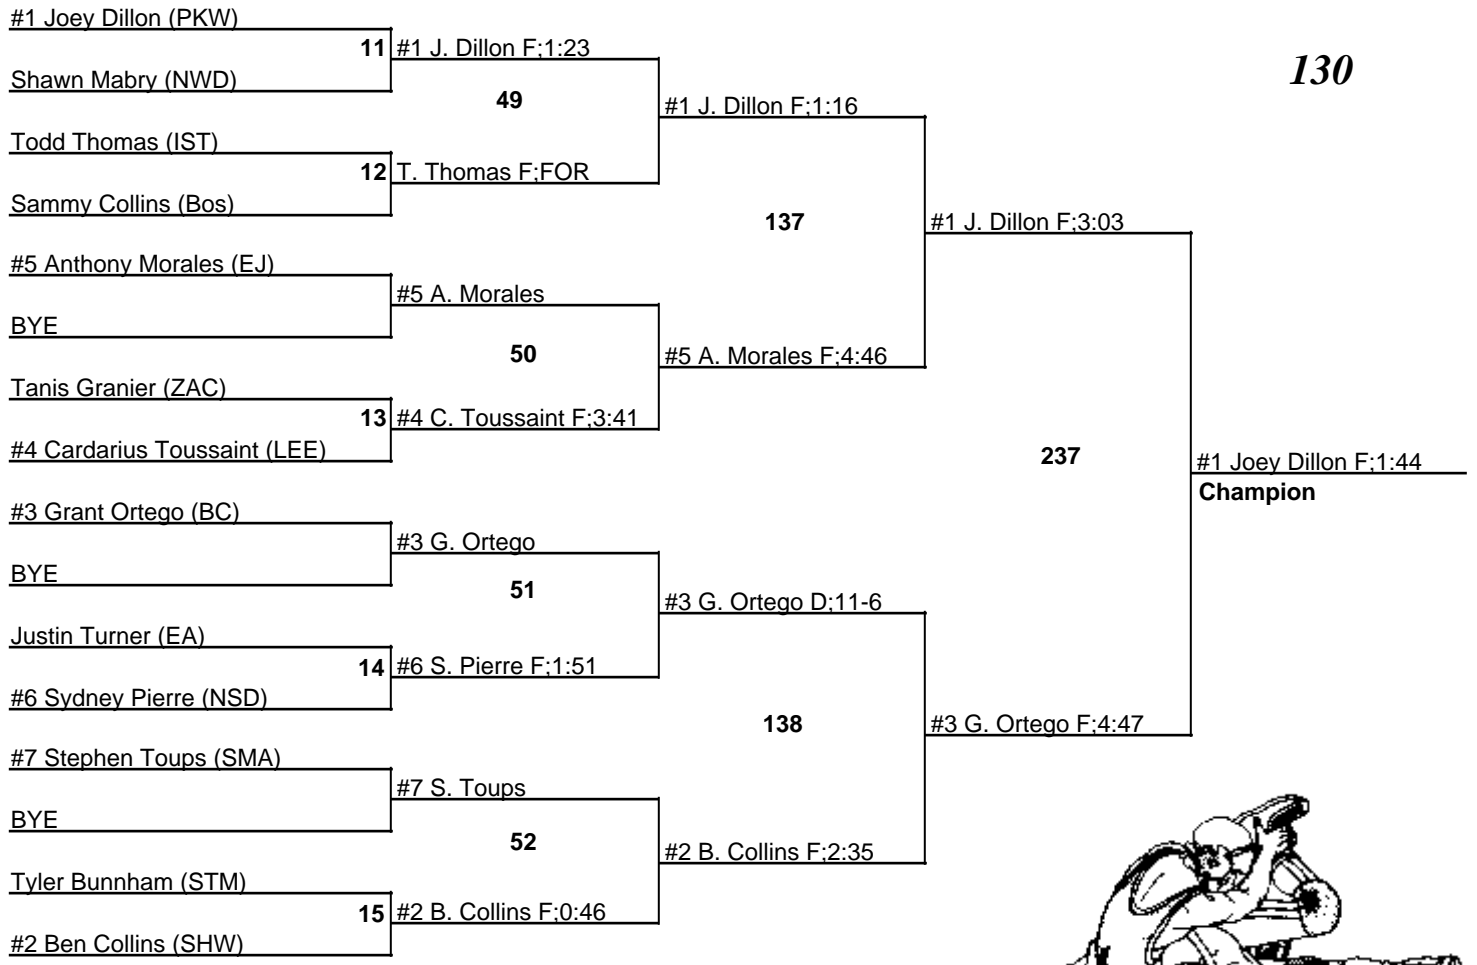 #1 Joey Dillon (PKW)
11 #1 J. Dillon F;1:23
130
Shawn Mabry (NWD)
49
#1 J. Dillon F;1:16
Todd Thomas (IST)
12 T. Thomas F;FOR
Sammy Collins (Bos)
137
#1 J. Dillon F;3:03
#5 Anthony Morales (EJ)
#5 A. Morales
BYE
50
#5 A. Morales F;4:46
Tanis Granier (ZAC)
13 #4 C. Toussaint F;3:41
#4 Cardarius Toussaint (LEE)
237
#1 Joey Dillon F;1:44
Champion
#3 Grant Ortego (BC)
#3 G. Ortego
BYE
51
#3 G. Ortego D;11-6
Justin Turner (EA)
14 #6 S. Pierre F;1:51
#6 Sydney Pierre (NSD)
138
#3 G. Ortego F;4:47
#7 Stephen Toups (SMA)
#7 S. Toups
BYE
52
#2 B. Collins F;2:35
Tyler Bunnham (STM)
15 #2 B. Collins F;0:46
#2 Ben Collins (SHW)